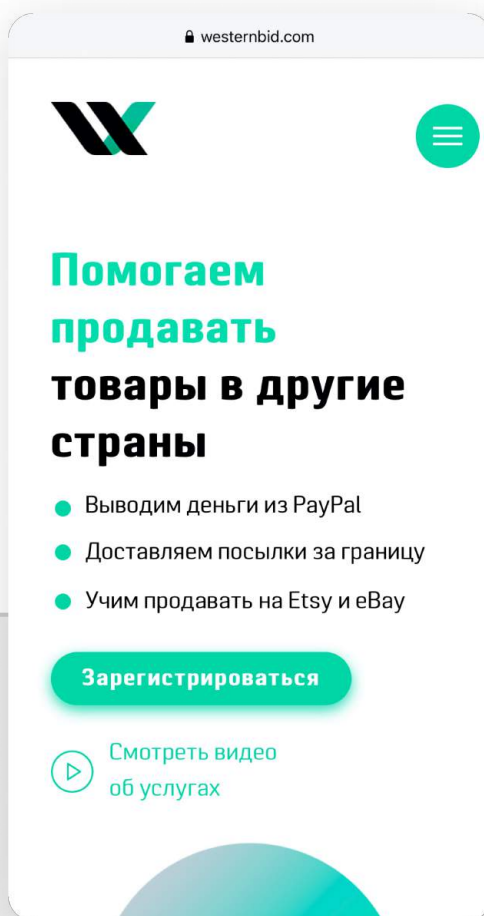 westernbid.com
Помогаем
продавать
товары в другие
страны
Выводим деньги из PayPal
Доставляем посылки за границу
Учим продавать на Etsy и eBay
Зарегистрироваться
Смотреть видео
об услугах